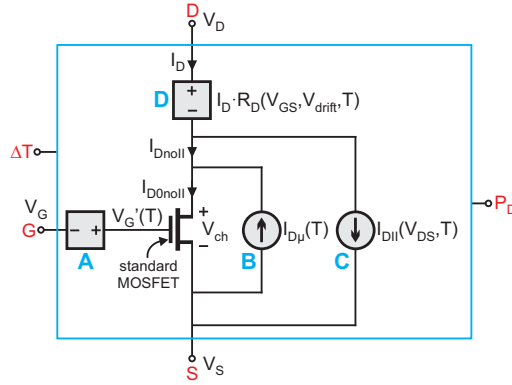 D V_D
I_D
D + − I_D·R_D(V_GS,V_drift,T)
I_DnoII
ΔT
I_D0noII
P_D
V_G V_G'(T) +
G − + V_ch I_Dμ(T) I_DII(V_DS,T)
−
A standard B C
MOSFET
S V_S